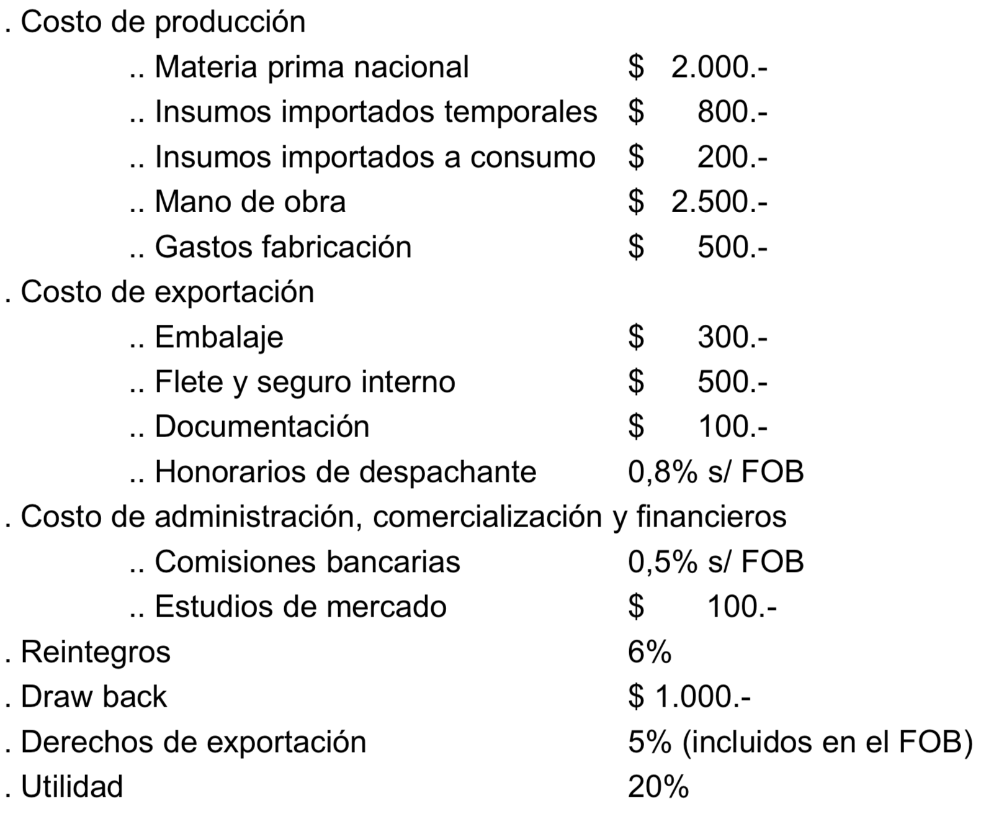 . Costo de producción
.. Materia prima nacional $ 2.000.-
.. Insumos importados temporales $ 800.-
.. Insumos importados a consumo $ 200.-
.. Mano de obra $ 2.500.-
.. Gastos fabricación $ 500.-
. Costo de exportación
.. Embalaje $ 300.-
.. Flete y seguro interno $ 500.-
.. Documentación $ 100.-
.. Honorarios de despachante 0,8% s/ FOB
. Costo de administración, comercialización y financieros
.. Comisiones bancarias 0,5% s/ FOB
.. Estudios de mercado $ 100.-
. Reintegros 6%
. Draw back $ 1.000.-
. Derechos de exportación 5% (incluidos en el FOB)
. Utilidad 20%